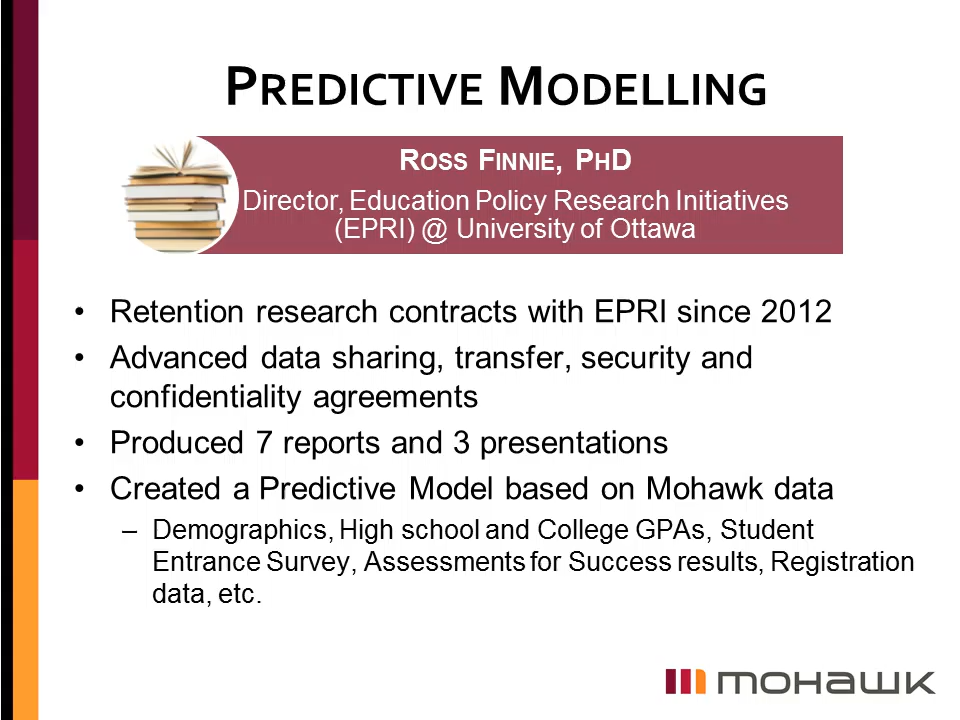 PREDICTIVE MODELLING
ROSS FINNIE, PHD
Director, Education Policy Research Initiatives
(EPRI) @ University of Ottawa
• Retention research contracts with EPRI since 2012
• Advanced data sharing, transfer, security and
confidentiality agreements
• Produced 7 reports and 3 presentations
• Created a Predictive Model based on Mohawk data
– Demographics, High school and College GPAs, Student
Entrance Survey, Assessments for Success results, Registration
data, etc.
mohawk